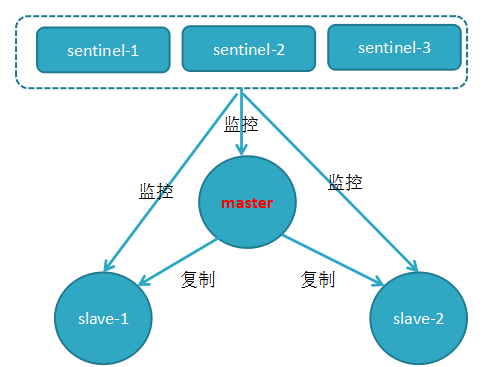 sentinel-1
sentinel-2
sentinel-3
监控
监控
监控
master
复制
复制
slave-1
slave-2